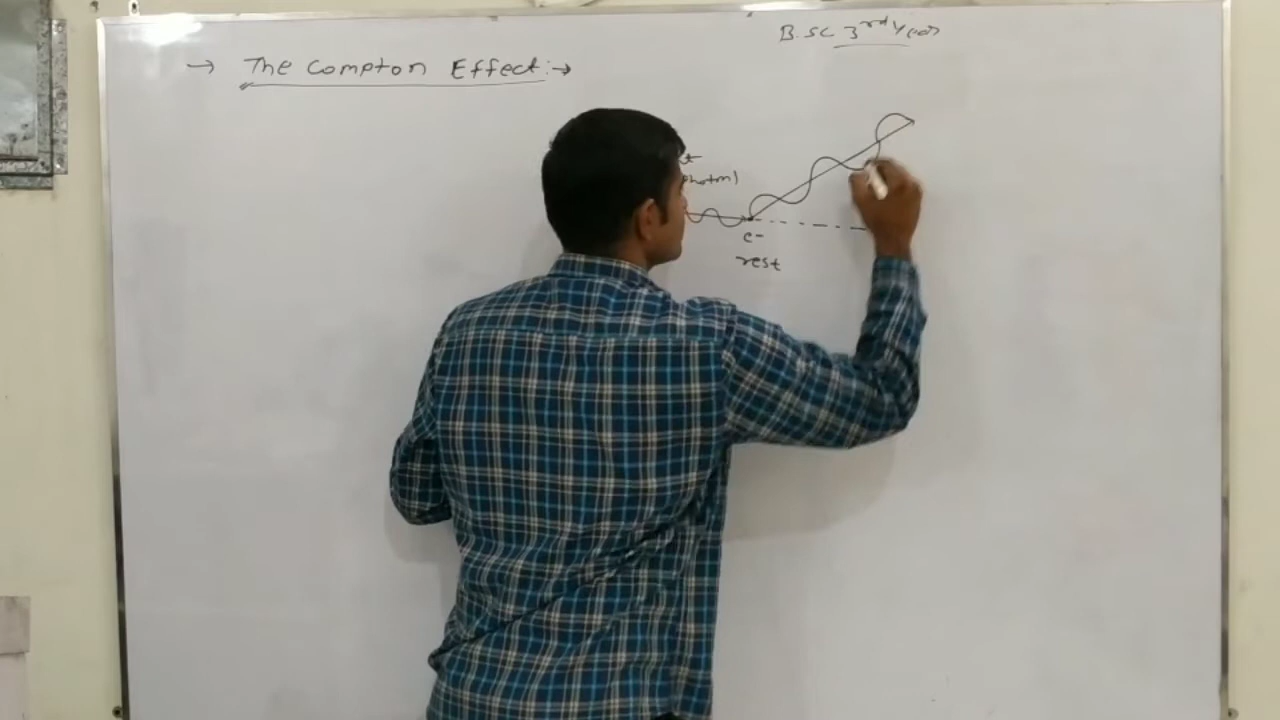 B.SC 3rd Year
→ The Compton Effect:→
photon)
e-
rest